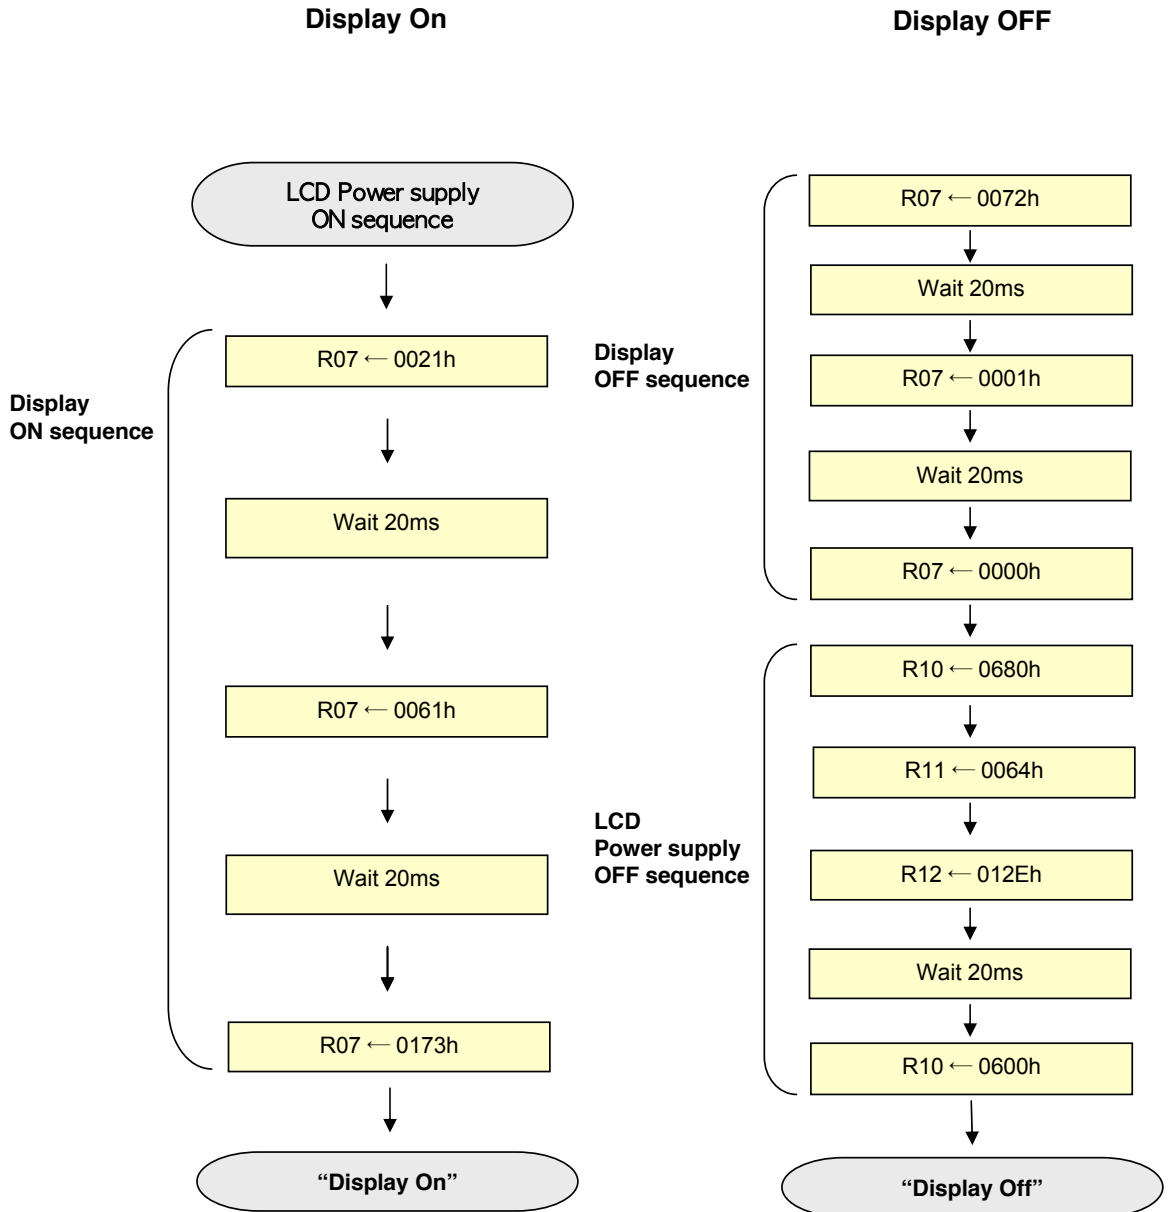 Display On
LCD Power supply
ON sequence
Display
ON sequence
R07 ← 0021h
Wait 20ms
R07 ← 0061h
Wait 20ms
R07 ← 0173h
“Display On”
Display OFF
Display
OFF sequence
R07 ← 0072h
Wait 20ms
R07 ← 0001h
Wait 20ms
R07 ← 0000h
LCD
Power supply
OFF sequence
R10 ← 0680h
R11 ← 0064h
R12 ← 012Eh
Wait 20ms
R10 ← 0600h
“Display Off”